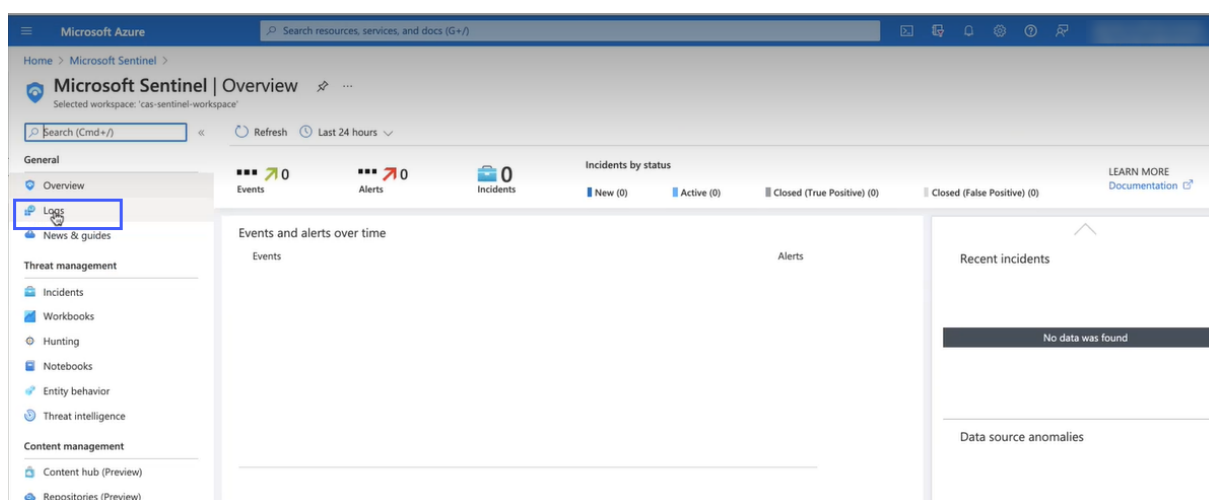 Microsoft Azure
Search resources, services, and docs (G+/)
Home > Microsoft Sentinel >
Microsoft Sentinel | Overview
Selected workspace: 'cas-sentinel-workspace'
Search (Cmd+/)
«
Refresh
Last 24 hours
General
Overview
Logs
News & guides
Threat management
Incidents
Workbooks
Hunting
Notebooks
Entity behavior
Threat intelligence
Content management
Content hub (Preview)
Repositories (Preview)
0
Events
0
Alerts
0
Incidents
Incidents by status
New (0)
Active (0)
Closed (True Positive) (0)
Closed (False Positive) (0)
LEARN MORE
Documentation
Events and alerts over time
Events
Alerts
Recent incidents
No data was found
Data source anomalies